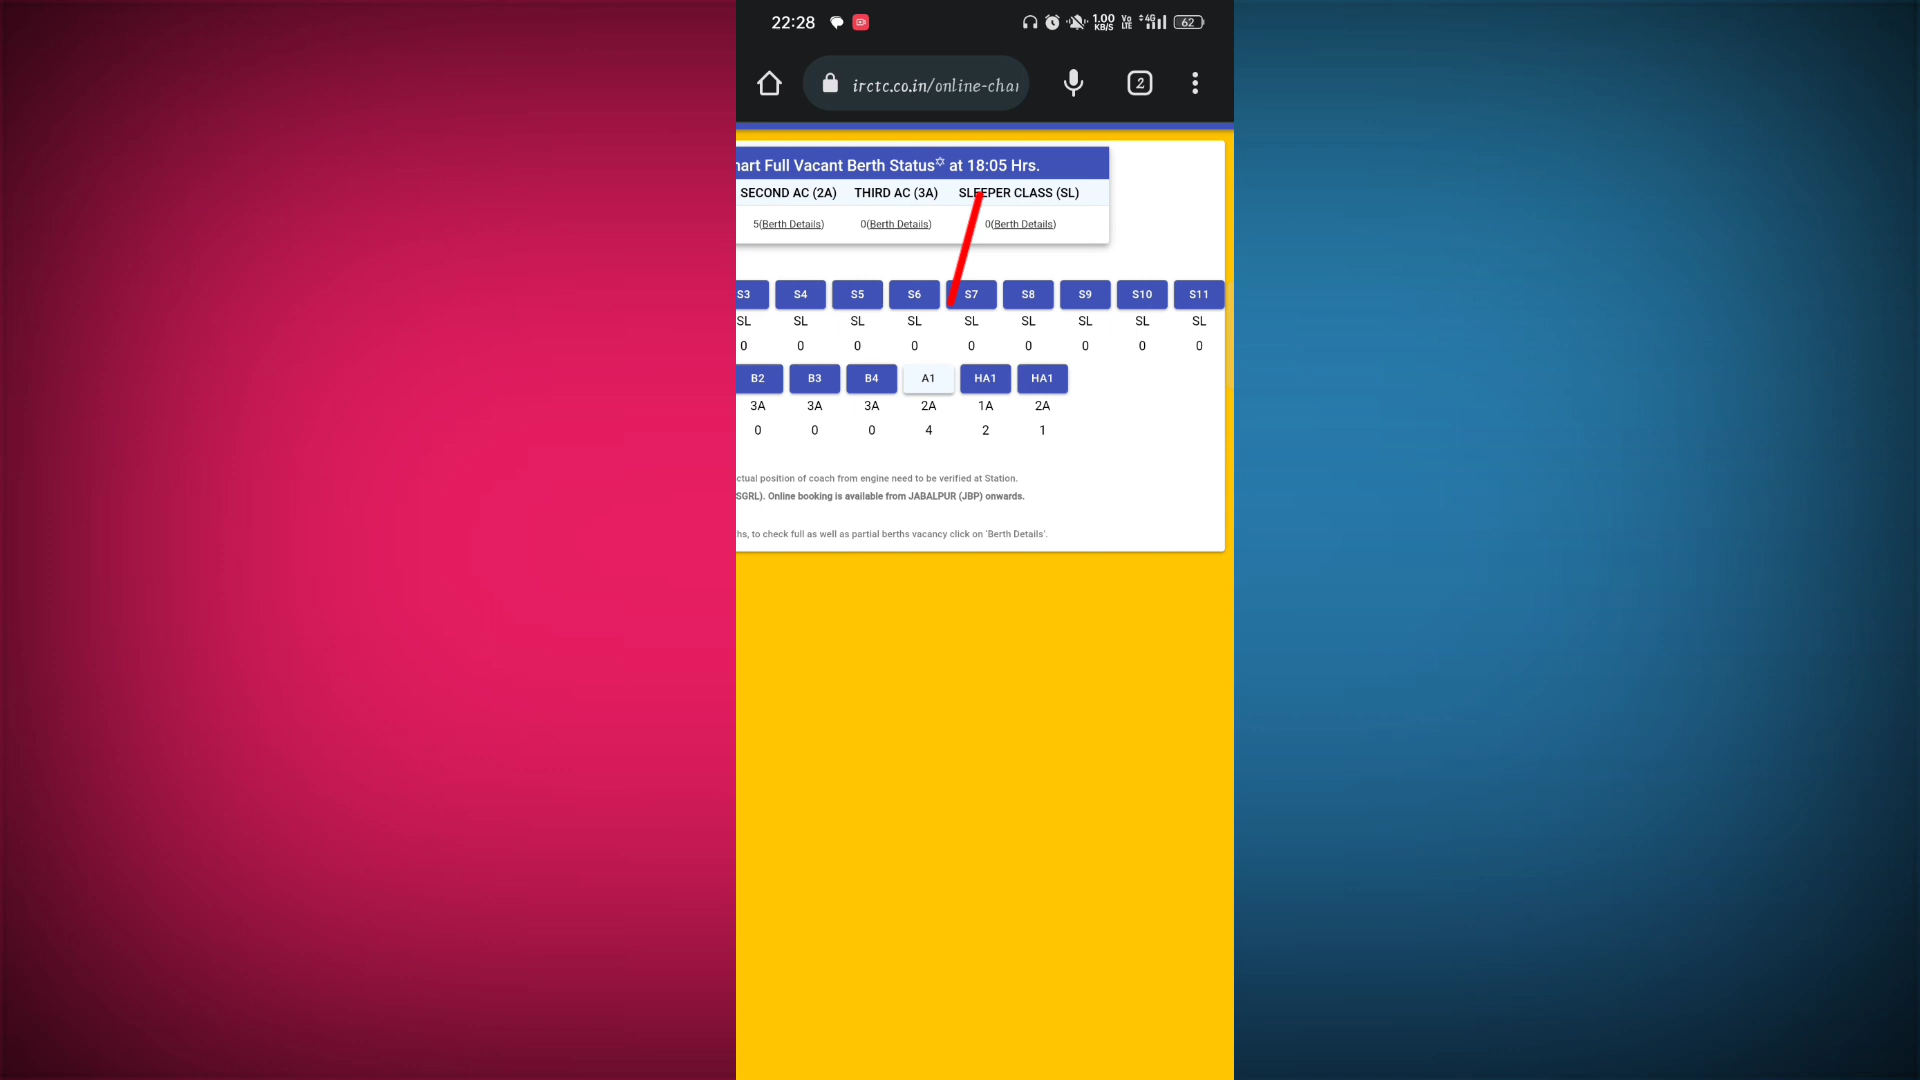 22:28 1.00 KB/S Vo LTE 4G 62
irctc.co.in/online-char 2
hart Full Vacant Berth Status✡ at 18:05 Hrs.
SECOND AC (2A) THIRD AC (3A) SLEEPER CLASS (SL)
5(Berth Details) 0(Berth Details) 0(Berth Details)
S3 S4 S5 S6 S7 S8 S9 S10 S11
SL SL SL SL SL SL SL SL SL
0 0 0 0 0 0 0 0 0
B2 B3 B4 A1 HA1 HA1
3A 3A 3A 2A 1A 2A
0 0 0 4 2 1
ctual position of coach from engine need to be verified at Station.
SGRL). Online booking is available from JABALPUR (JBP) onwards.
hs, to check full as well as partial berths vacancy click on 'Berth Details'.